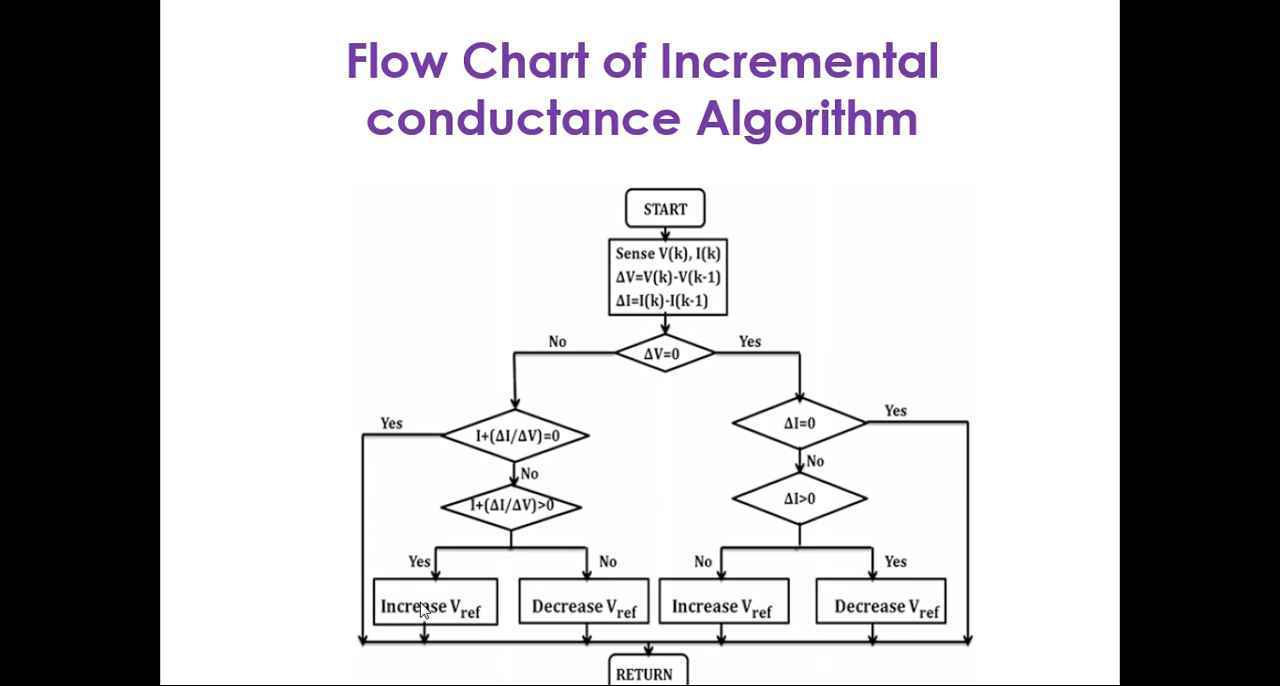 Flow Chart of Incremental
conductance Algorithm
START
Sense V(k), I(k)
ΔV=V(k)-V(k-1)
ΔI=I(k)-I(k-1)
No
ΔV=0
Yes
Yes
I+(ΔI/ΔV)=0
ΔI=0
Yes
No
No
I+(ΔI/ΔV)>0
ΔI>0
Yes
No
No
Yes
Increase Vref
Decrease Vref
Increase Vref
Decrease Vref
RETURN